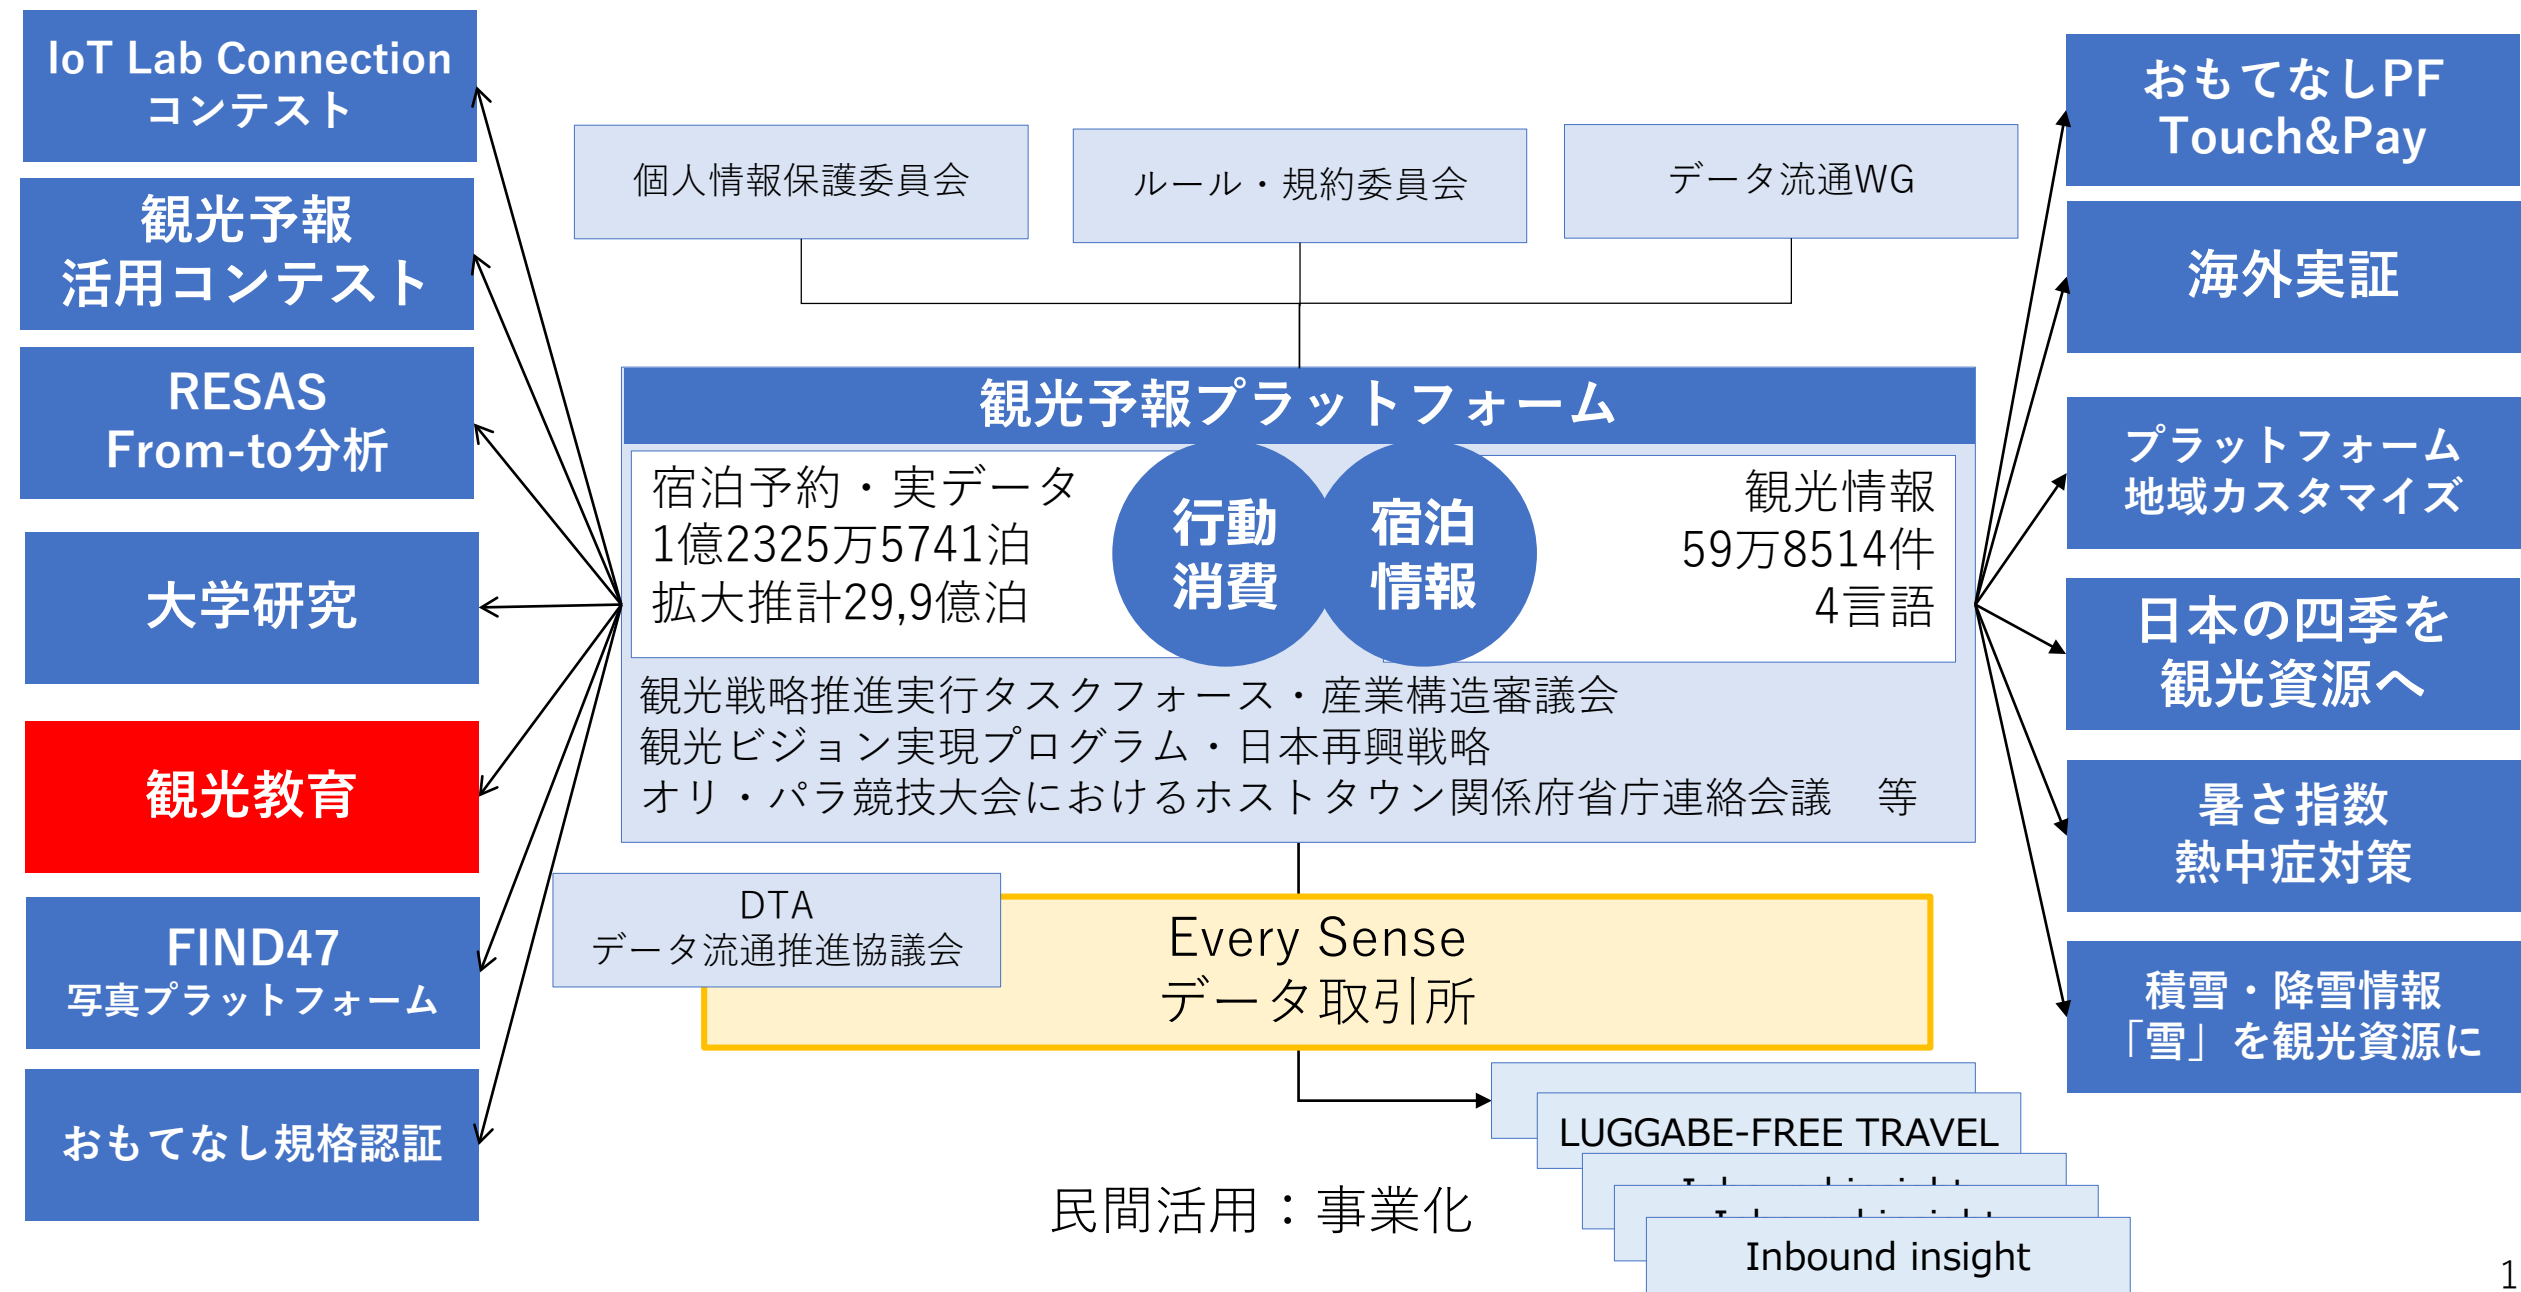 IoT Lab Connection
コンテスト
観光予報
活用コンテスト
RESAS
From-to分析
大学研究
観光教育
FIND47
写真プラットフォーム
おもてなし規格認証
個人情報保護委員会
ルール・規約委員会
データ流通WG
観光予報プラットフォーム
宿泊予約・実データ
1億2325万5741泊
拡大推計29,9億泊
行動
消費
宿泊
情報
観光情報
59万8514件
4言語
観光戦略推進実行タスクフォース・産業構造審議会
観光ビジョン実現プログラム・日本再興戦略
オリ・パラ競技大会におけるホストタウン関係府省庁連絡会議　等
DTA
データ流通推進協議会
Every Sense
データ取引所
民間活用：事業化
LUGGABE-FREE TRAVEL
Inbound insight
Inbound insight
Inbound insight
おもてなしPF
Touch&Pay
海外実証
プラットフォーム
地域カスタマイズ
日本の四季を
観光資源へ
暑さ指数
熱中症対策
積雪・降雪情報
「雪」を観光資源に
1